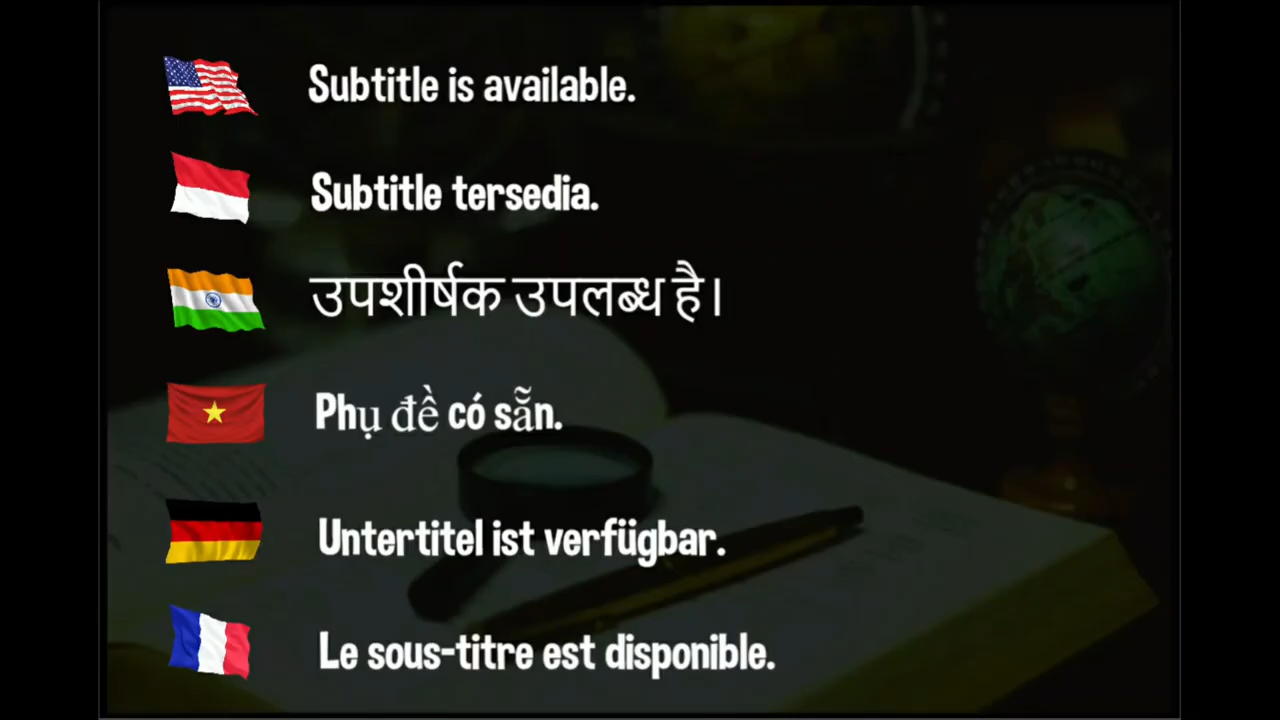 Subtitle is available.
Subtitle tersedia.
उपशीर्षक उपलब्ध है।
Phụ đề có sẵn.
Untertitel ist verfügbar.
Le sous-titre est disponible.